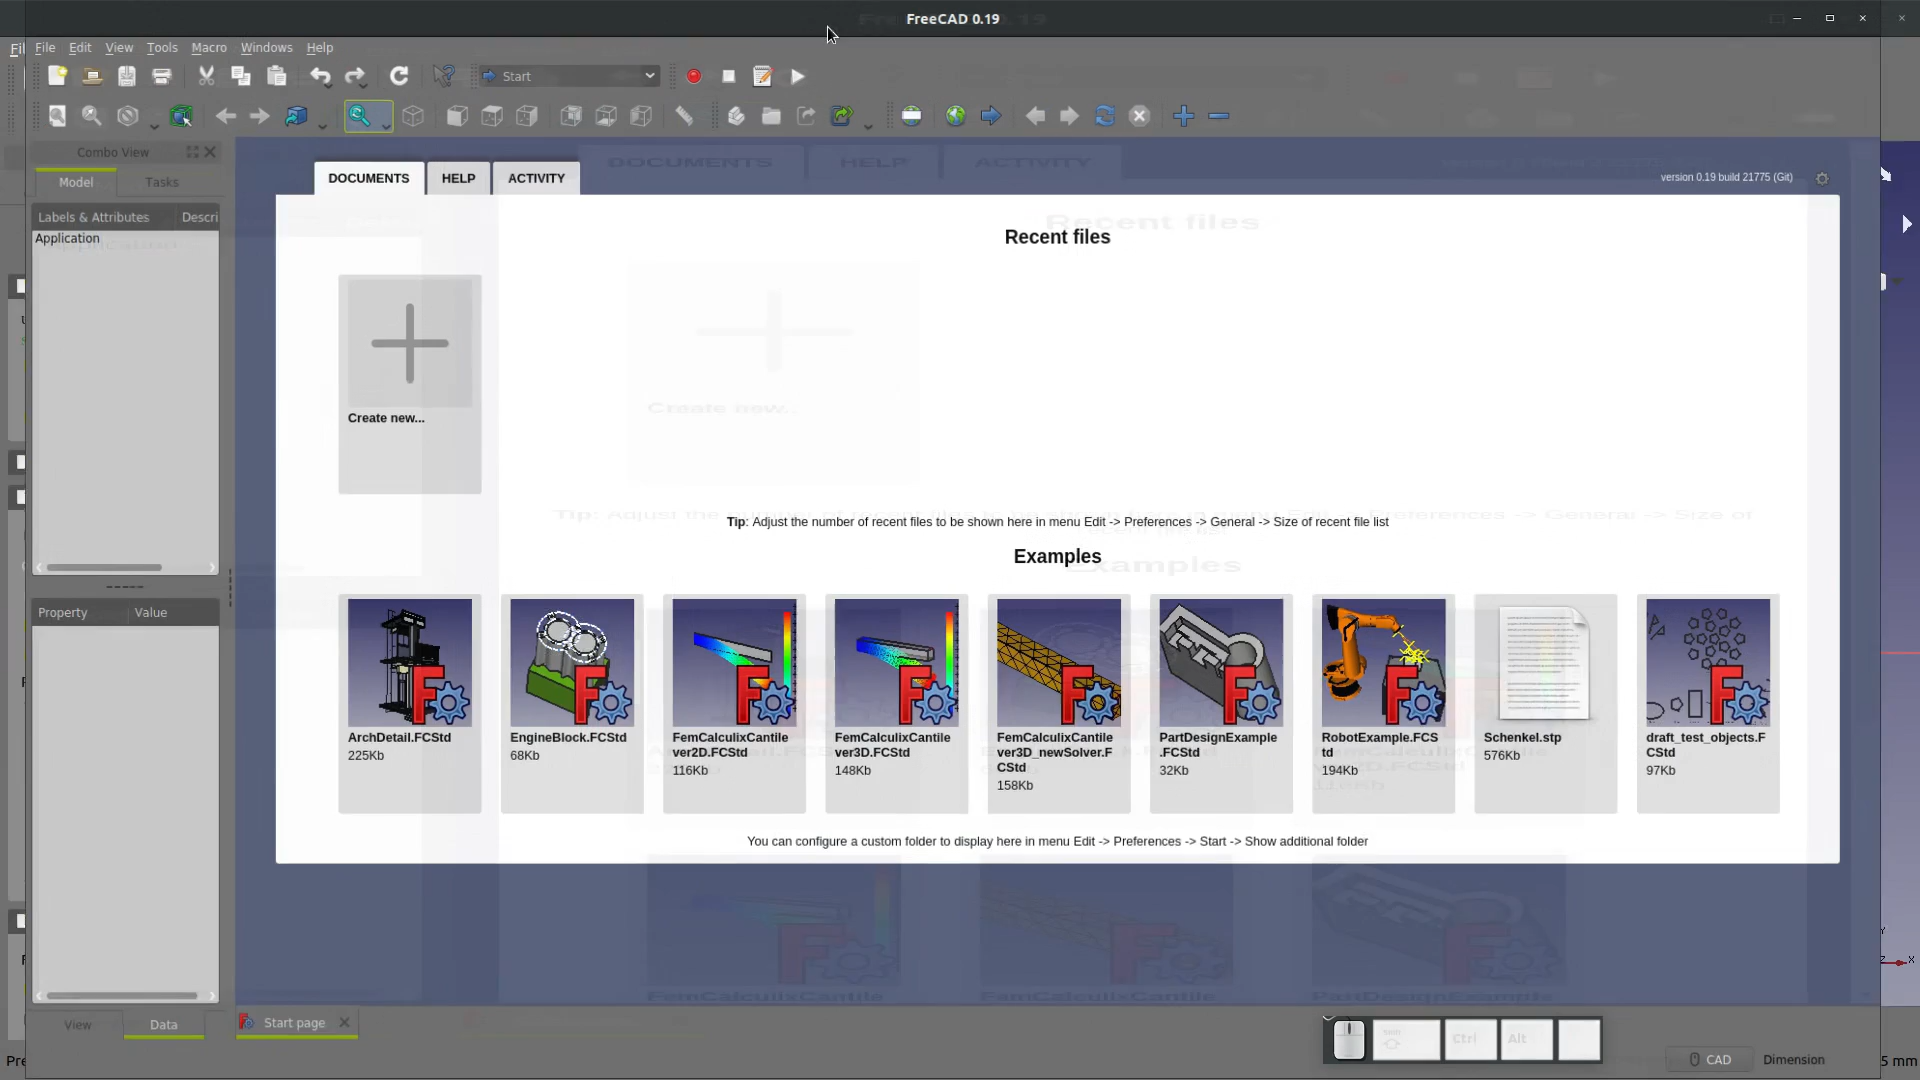 FreeCAD 0.19
File Edit View Tools Macro Windows Help
Start
Combo View
Model Tasks
Labels & Attributes Descri
Application
DOCUMENTS HELP ACTIVITY
version 0.19 build 21775 (Git)
Recent files
Create new...
Tip: Adjust the number of recent files to be shown here in menu Edit -> Preferences -> General -> Size of recent file list
Examples
Property Value
ArchDetail.FCStd
225Kb
EngineBlock.FCStd
68Kb
FemCalculixCantile
ver2D.FCStd
116Kb
FemCalculixCantile
ver3D.FCStd
148Kb
FemCalculixCantile
ver3D_newSolver.F
CStd
158Kb
PartDesignExample
.FCStd
32Kb
RobotExample.FCS
td
194Kb
Schenkel.stp
576Kb
draft_test_objects.F
CStd
97Kb
You can configure a custom folder to display here in menu Edit -> Preferences -> Start -> Show additional folder
View Data
Start page
Ctrl Alt
CAD Dimension
Pre
5 mm